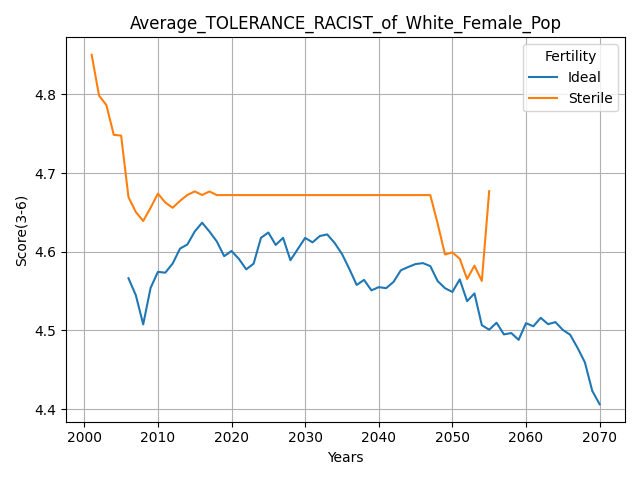 Average_TOLERANCE_RACIST_of_White_Female_Pop
Fertility
Ideal
Sterile
4.8
4.7
4.6
4.5
4.4
Score(3-6)
2000 2010 2020 2030 2040 2050 2060 2070
Years